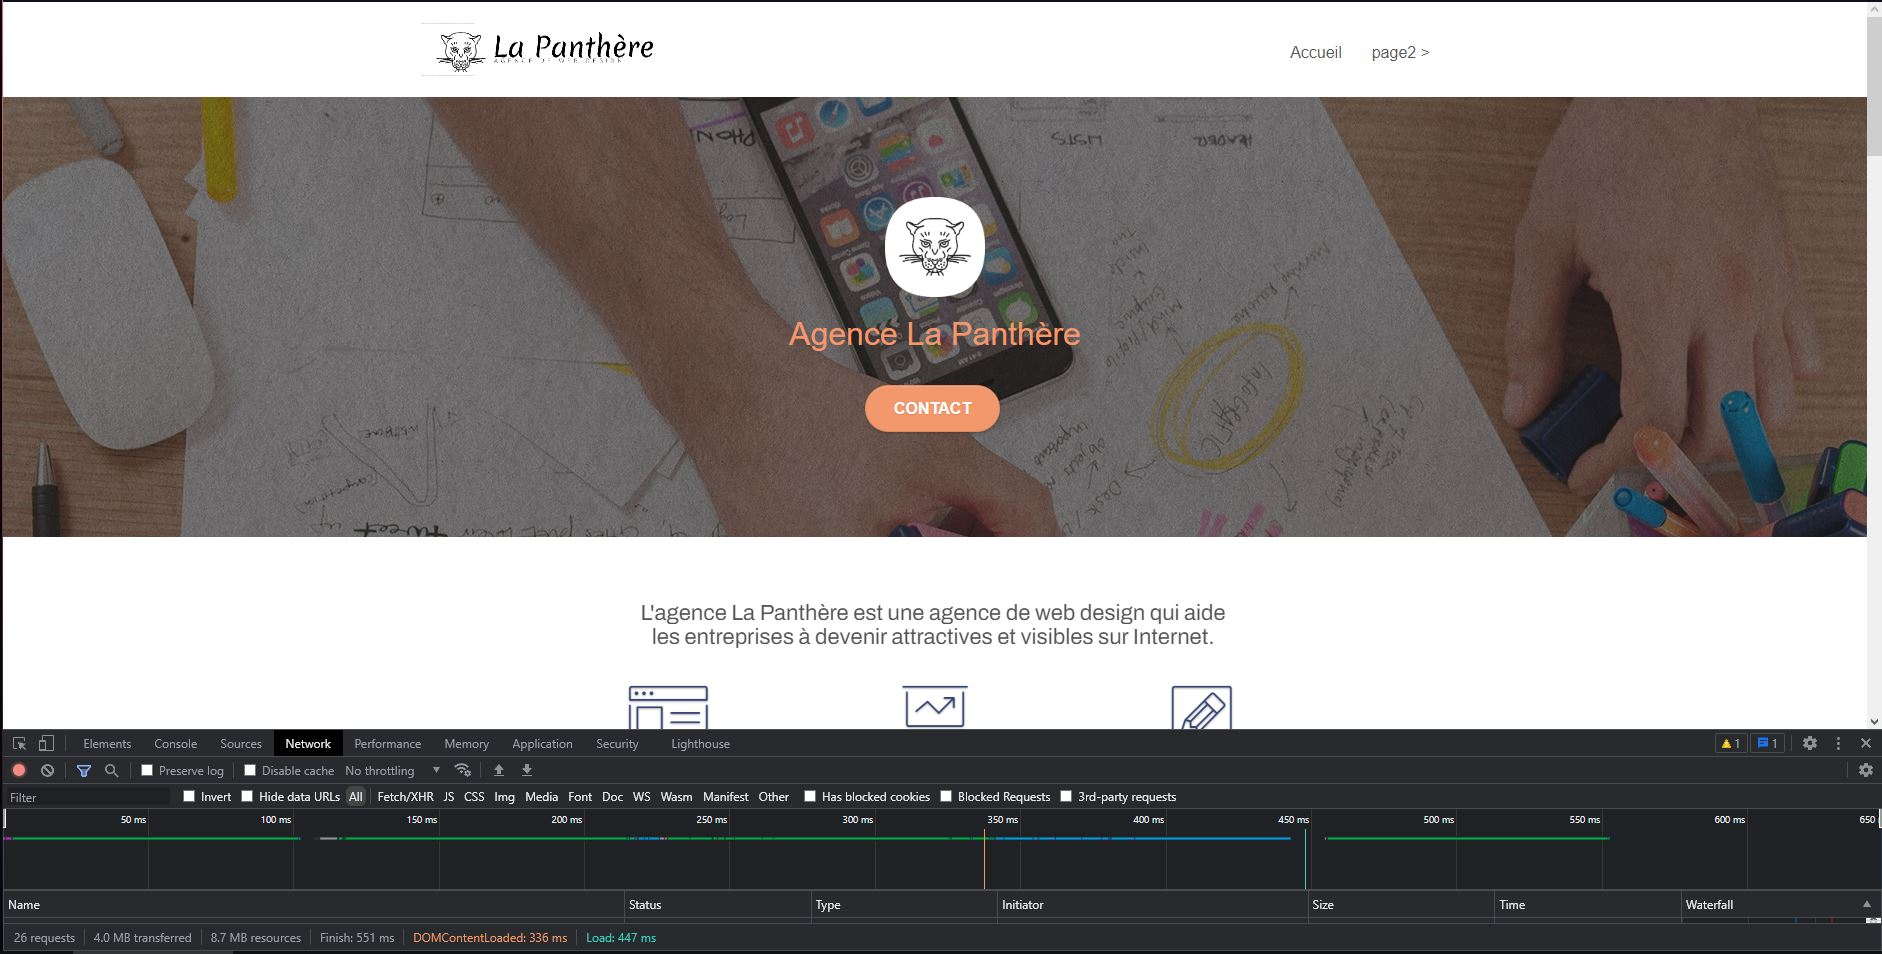 La Panthère
AGENCE DE WEB DESIGN
Accueil
page2 >
LISTS
HEADER
Agence La Panthère
CONTACT
L'agence La Panthère est une agence de web design qui aide
les entreprises à devenir attractives et visibles sur Internet.
Elements Console Sources Network Performance Memory Application Security Lighthouse 1 1
Preserve log Disable cache No throttling
Filter Invert Hide data URLs All Fetch/XHR JS CSS Img Media Font Doc WS Wasm Manifest Other Has blocked cookies Blocked Requests 3rd-party requests
50 ms 100 ms 150 ms 200 ms 250 ms 300 ms 350 ms 400 ms 450 ms 500 ms 550 ms 600 ms 650
Name Status Type Initiator Size Time Waterfall
26 requests 4.0 MB transferred 8.7 MB resources Finish: 551 ms DOMContentLoaded: 336 ms Load: 447 ms